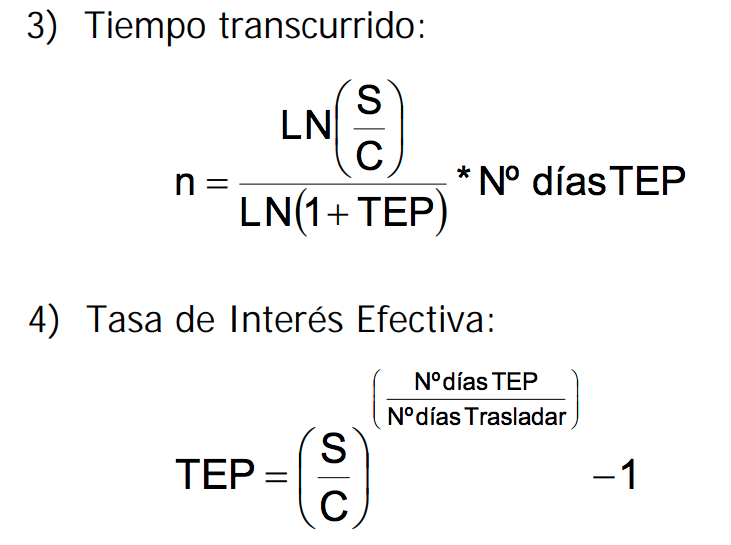 3) Tiempo transcurrido:
n = LN(S/C) / LN(1 + TEP) * Nº días TEP
4) Tasa de Interés Efectiva:
TEP = (S/C)^(Nº días TEP / Nº días Trasladar) − 1